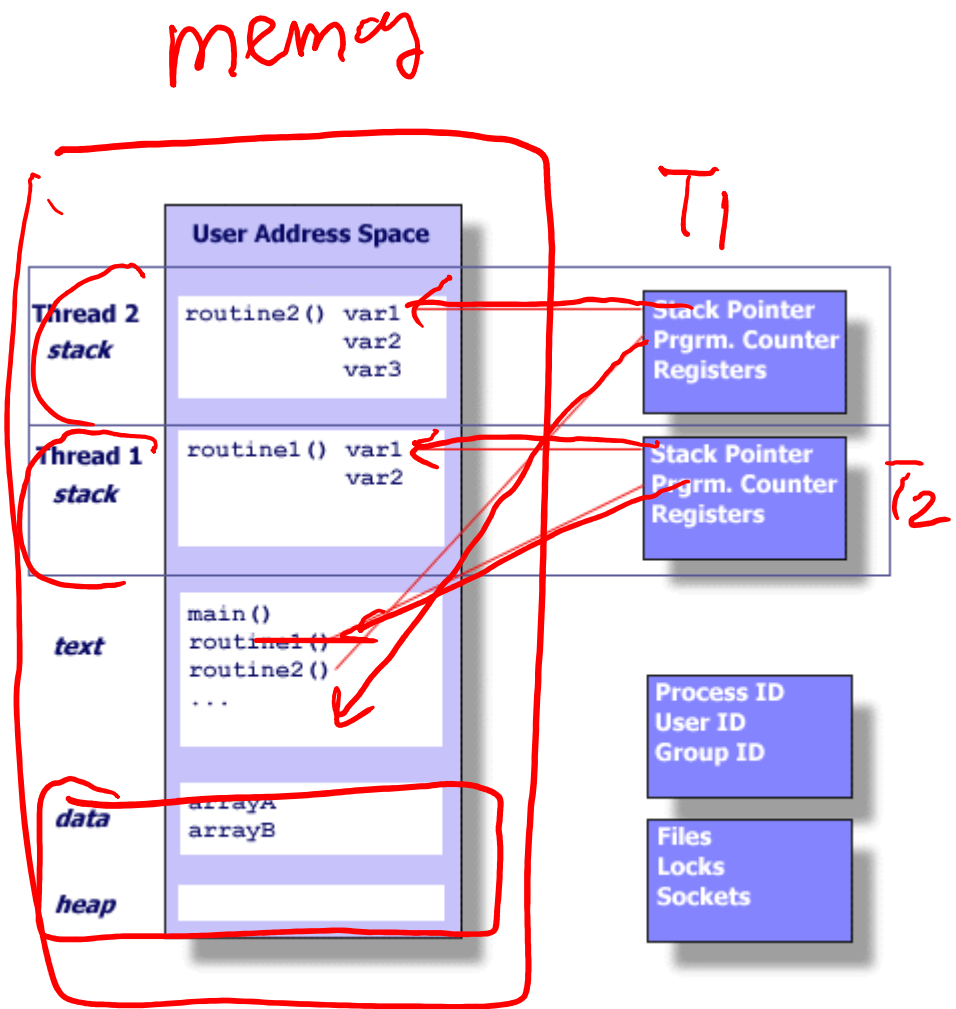 memory
T1
User Address Space
Thread 2
stack
routine2() var1
var2
var3
Stack Pointer
Prgrm. Counter
Registers
Thread 1
stack
routine1() var1
var2
Stack Pointer
Prgrm. Counter
Registers
T2
text
main()
routine1()
routine2()
...
Process ID
User ID
Group ID
data
arrayA
arrayB
heap
Files
Locks
Sockets